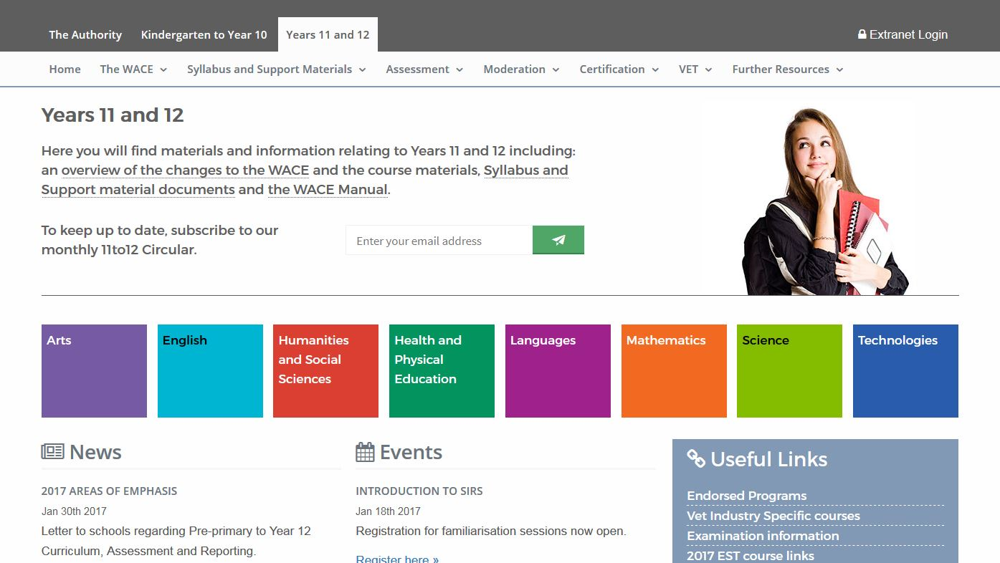 The Authority Kindergarten to Year 10 Years 11 and 12 Extranet Login
Home The WACE Syllabus and Support Materials Assessment Moderation Certification VET Further Resources
Years 11 and 12
Here you will find materials and information relating to Years 11 and 12 including:
an overview of the changes to the WACE and the course materials, Syllabus and
Support material documents and the WACE Manual.
To keep up to date, subscribe to our
monthly 11to12 Circular.
Enter your email address
Arts
English
Humanities
and Social
Sciences
Health and
Physical
Education
Languages
Mathematics
Science
Technologies
News
2017 AREAS OF EMPHASIS
Jan 30th 2017
Letter to schools regarding Pre-primary to Year 12
Curriculum, Assessment and Reporting.
Events
INTRODUCTION TO SIRS
Jan 18th 2017
Registration for familiarisation sessions now open.
Register here »
Useful Links
Endorsed Programs
Vet Industry Specific courses
Examination information
2017 EST course links